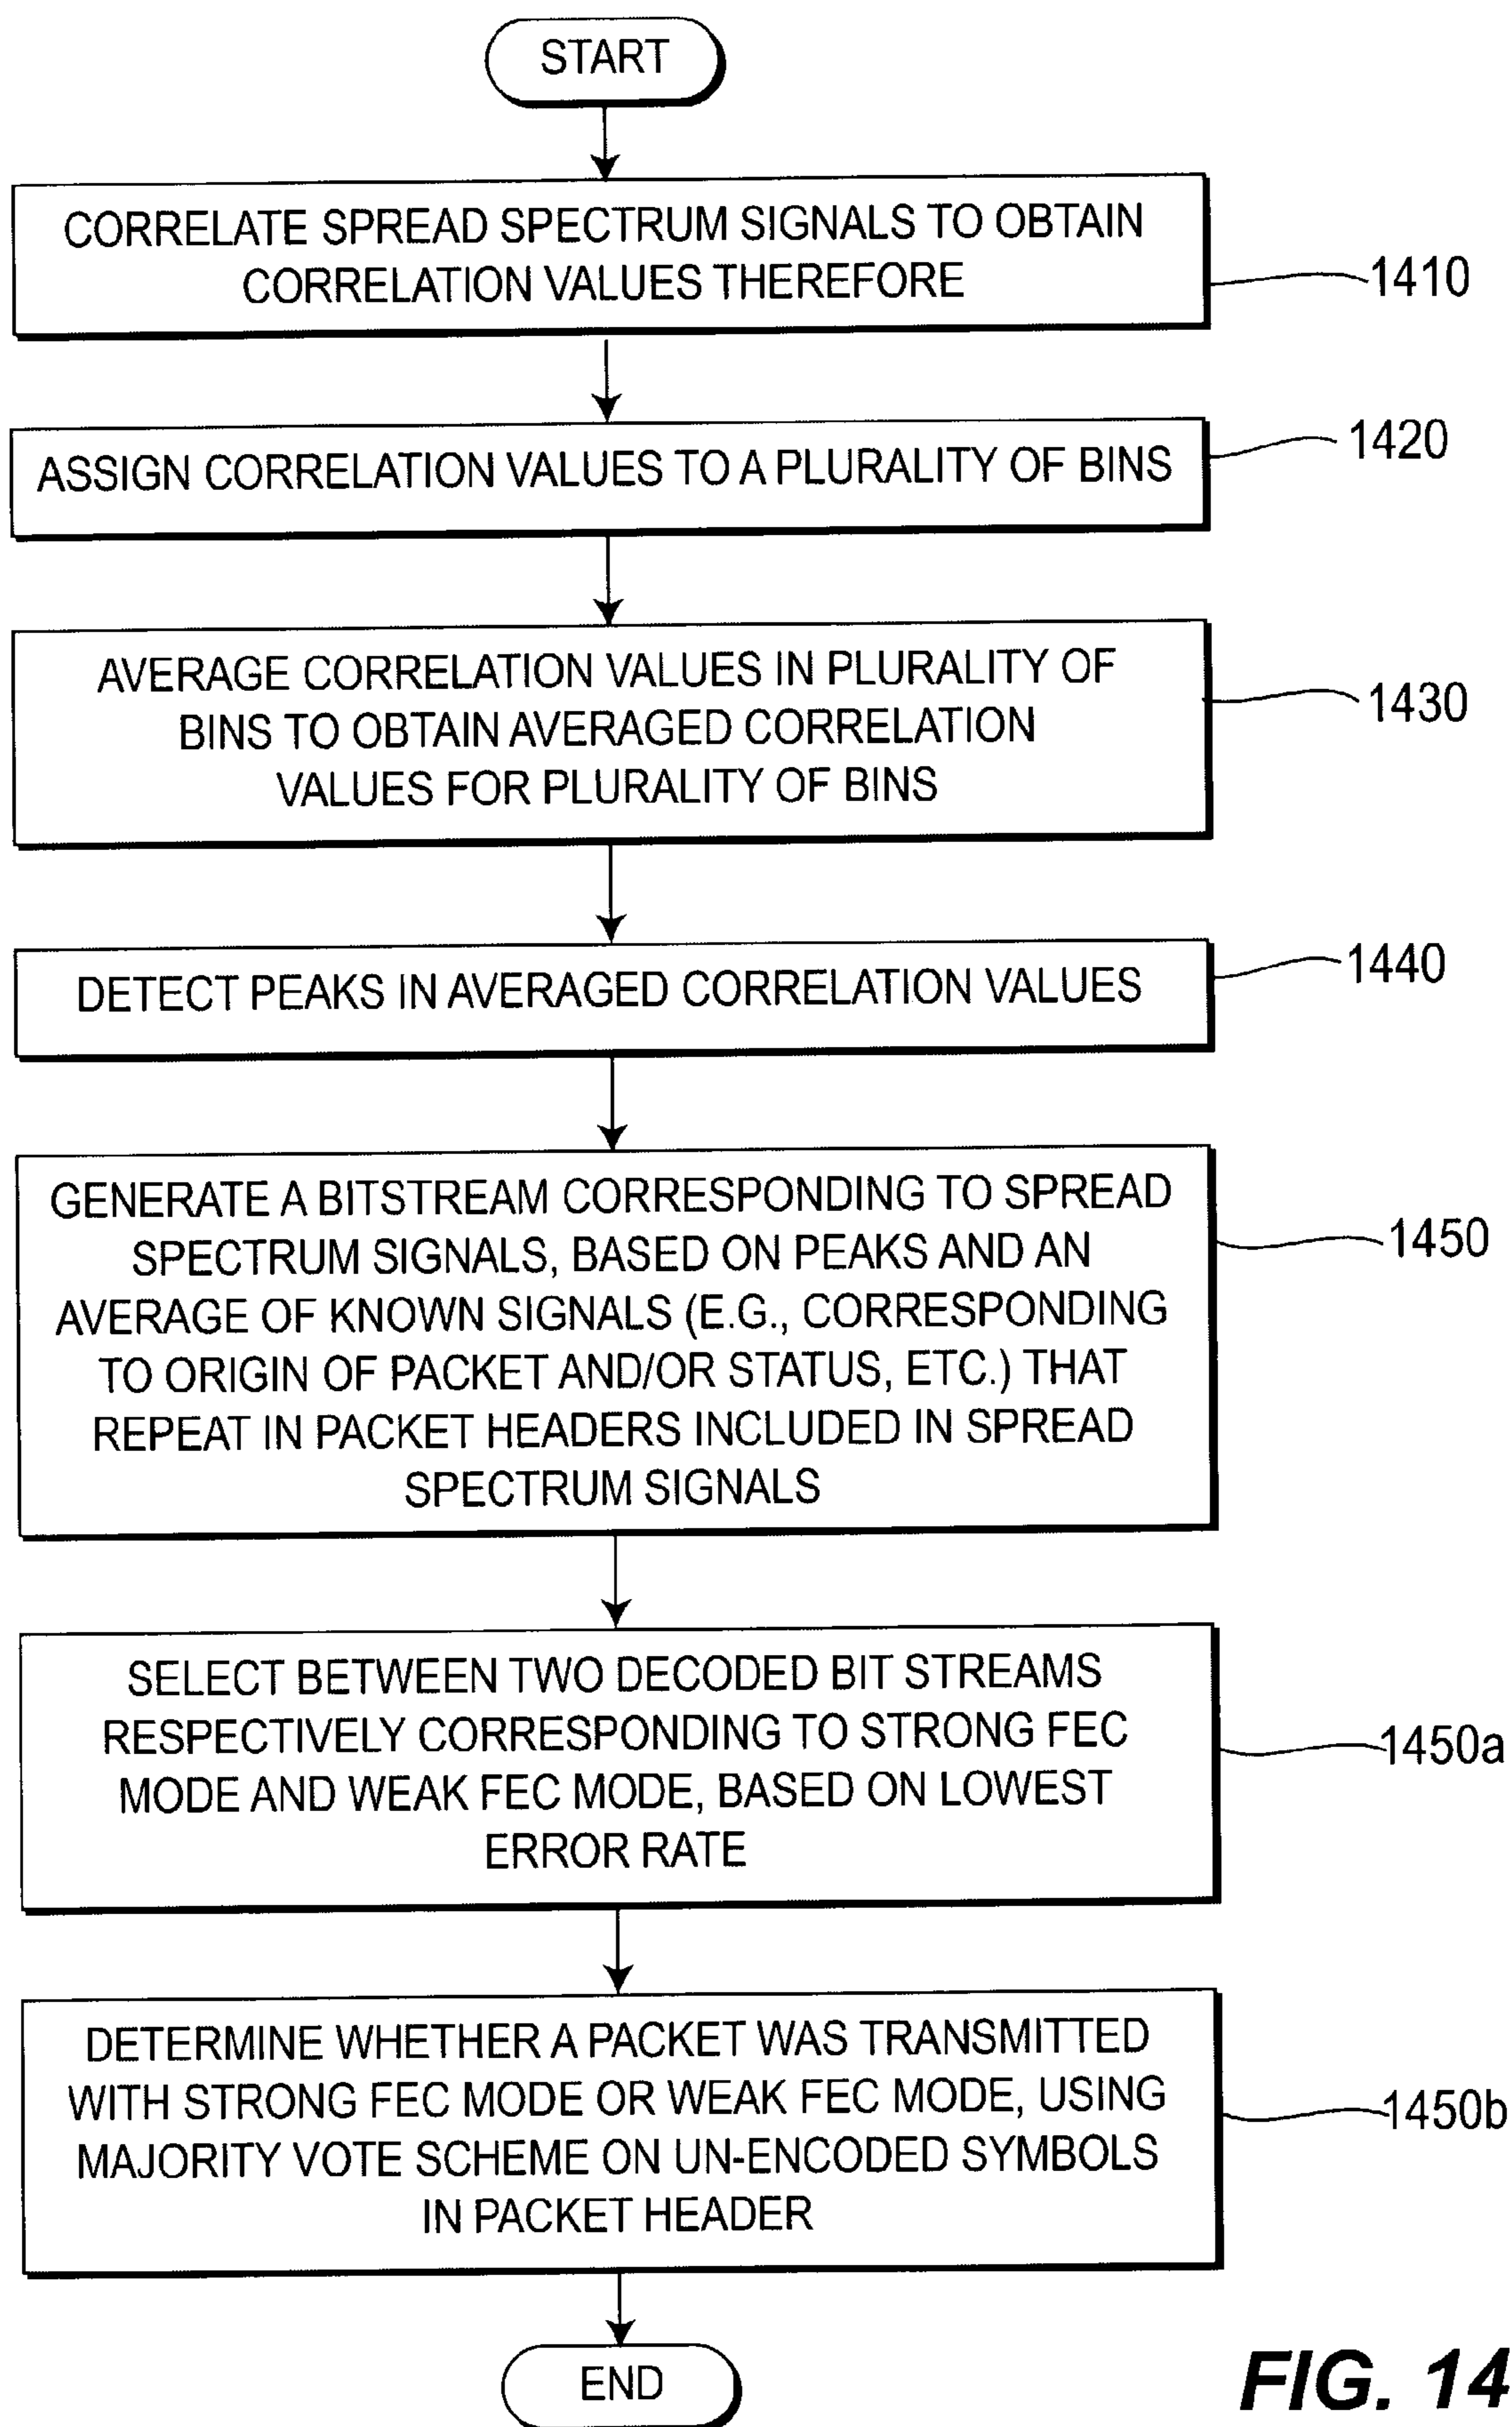 START
CORRELATE SPREAD SPECTRUM SIGNALS TO OBTAIN
CORRELATION VALUES THEREFORE
1410
ASSIGN CORRELATION VALUES TO A PLURALITY OF BINS
1420
AVERAGE CORRELATION VALUES IN PLURALITY OF
BINS TO OBTAIN AVERAGED CORRELATION
VALUES FOR PLURALITY OF BINS
1430
DETECT PEAKS IN AVERAGED CORRELATION VALUES
1440
GENERATE A BITSTREAM CORRESPONDING TO SPREAD
SPECTRUM SIGNALS, BASED ON PEAKS AND AN
AVERAGE OF KNOWN SIGNALS (E.G., CORRESPONDING
TO ORIGIN OF PACKET AND/OR STATUS, ETC.) THAT
REPEAT IN PACKET HEADERS INCLUDED IN SPREAD
SPECTRUM SIGNALS
1450
SELECT BETWEEN TWO DECODED BIT STREAMS
RESPECTIVELY CORRESPONDING TO STRONG FEC
MODE AND WEAK FEC MODE, BASED ON LOWEST
ERROR RATE
1450a
DETERMINE WHETHER A PACKET WAS TRANSMITTED
WITH STRONG FEC MODE OR WEAK FEC MODE, USING
MAJORITY VOTE SCHEME ON UN-ENCODED SYMBOLS
IN PACKET HEADER
1450b
END
FIG. 14